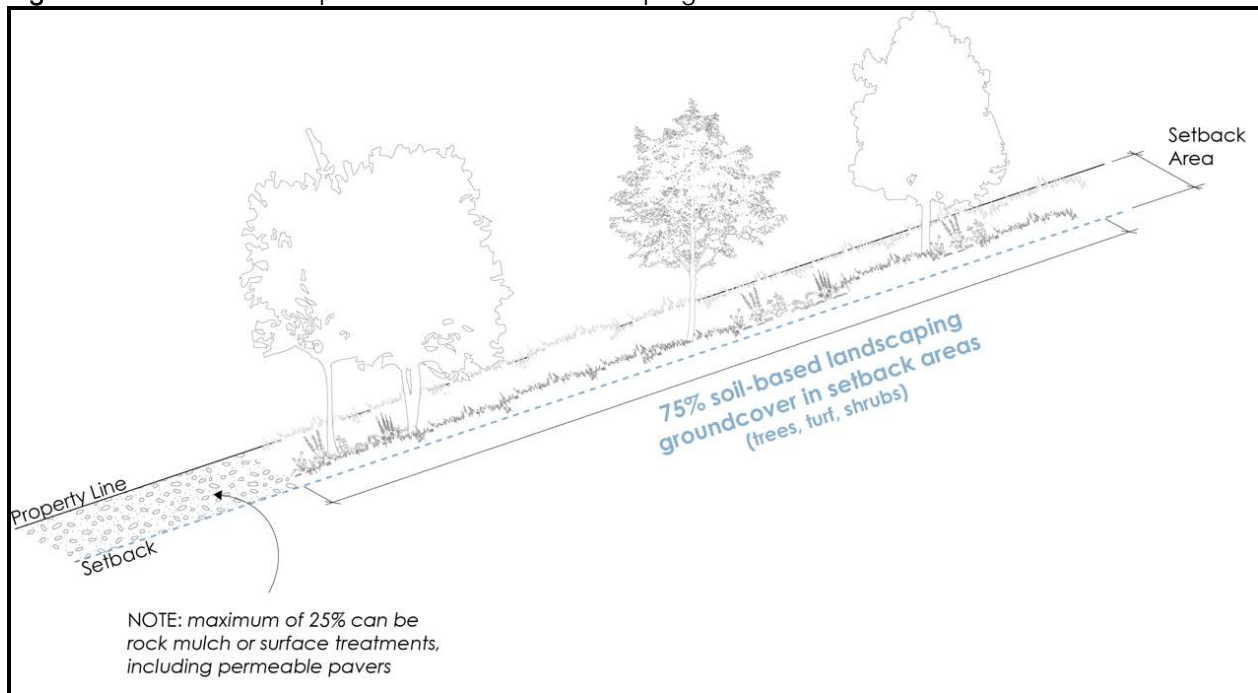 Setback
Area
75% soil-based landscaping
groundcover in setback areas
(trees, turf, shrubs)
Property Line
Setback
NOTE: maximum of 25% can be
rock mulch or surface treatments,
including permeable pavers